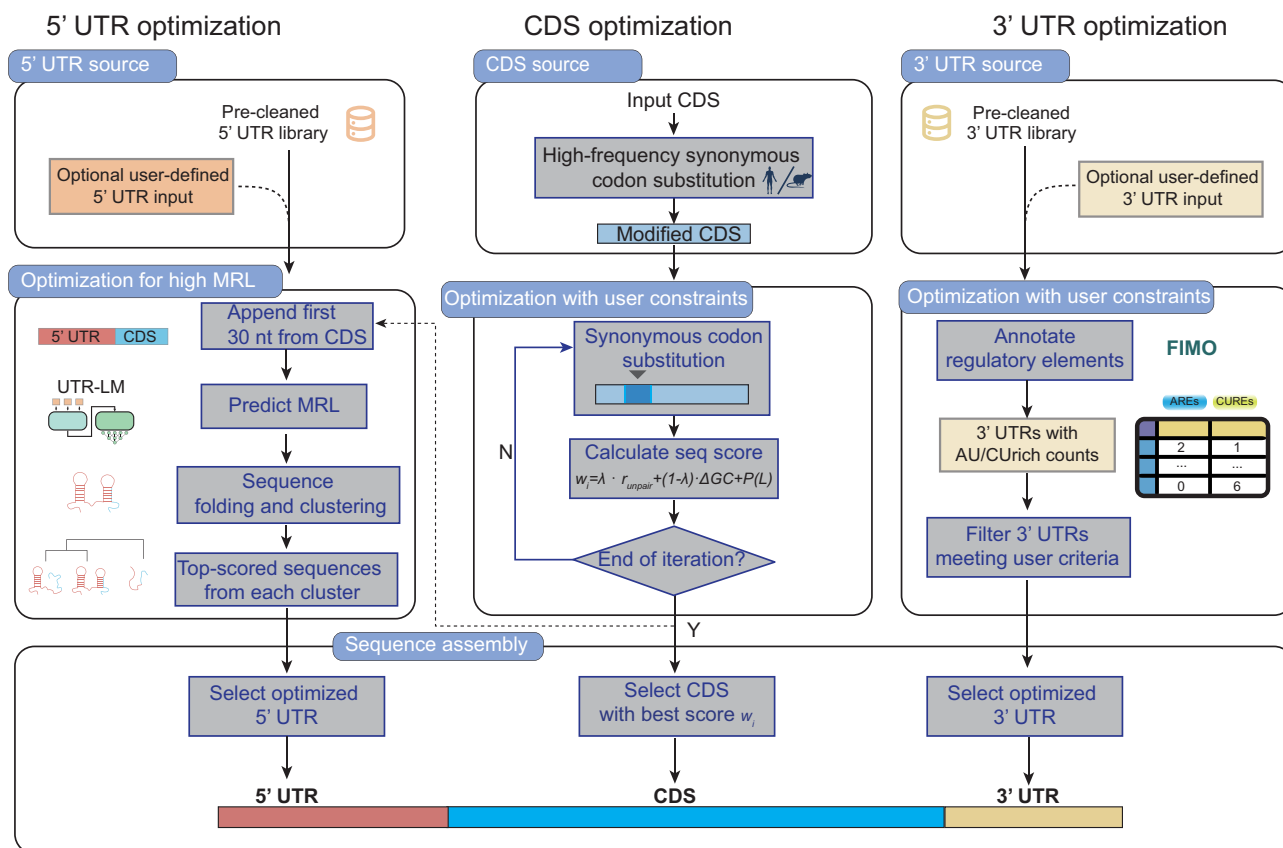 5’ UTR optimization
5’ UTR source
Pre-cleaned
5’ UTR library
Optional user-defined
5’ UTR input
Optimization for high MRL
Append first
30 nt from CDS
5’ UTR
CDS
UTR-LM
Predict MRL
Sequence
folding and clustering
Top-scored sequences
from each cluster
CDS optimization
CDS source
Input CDS
High-frequency synonymous
codon substitution
Modified CDS
Optimization with user constraints
Synonymous codon
substitution
N
Calculate seq score
wᵢ=λ · r_unpair+(1-λ)·ΔGC+P(L)
End of iteration?
Y
3’ UTR optimization
3’ UTR source
Pre-cleaned
3’ UTR library
Optional user-defined
3’ UTR input
Optimization with user constraints
Annotate
regulatory elements
FIMO
AREs
CUREs
3’ UTRs with
AU/CUrich counts
2 1
... ...
0 6
Filter 3’ UTRs
meeting user criteria
Sequence assembly
Select optimized
5’ UTR
Select CDS
with best score wᵢ
Select optimized
3’ UTR
5’ UTR
CDS
3’ UTR